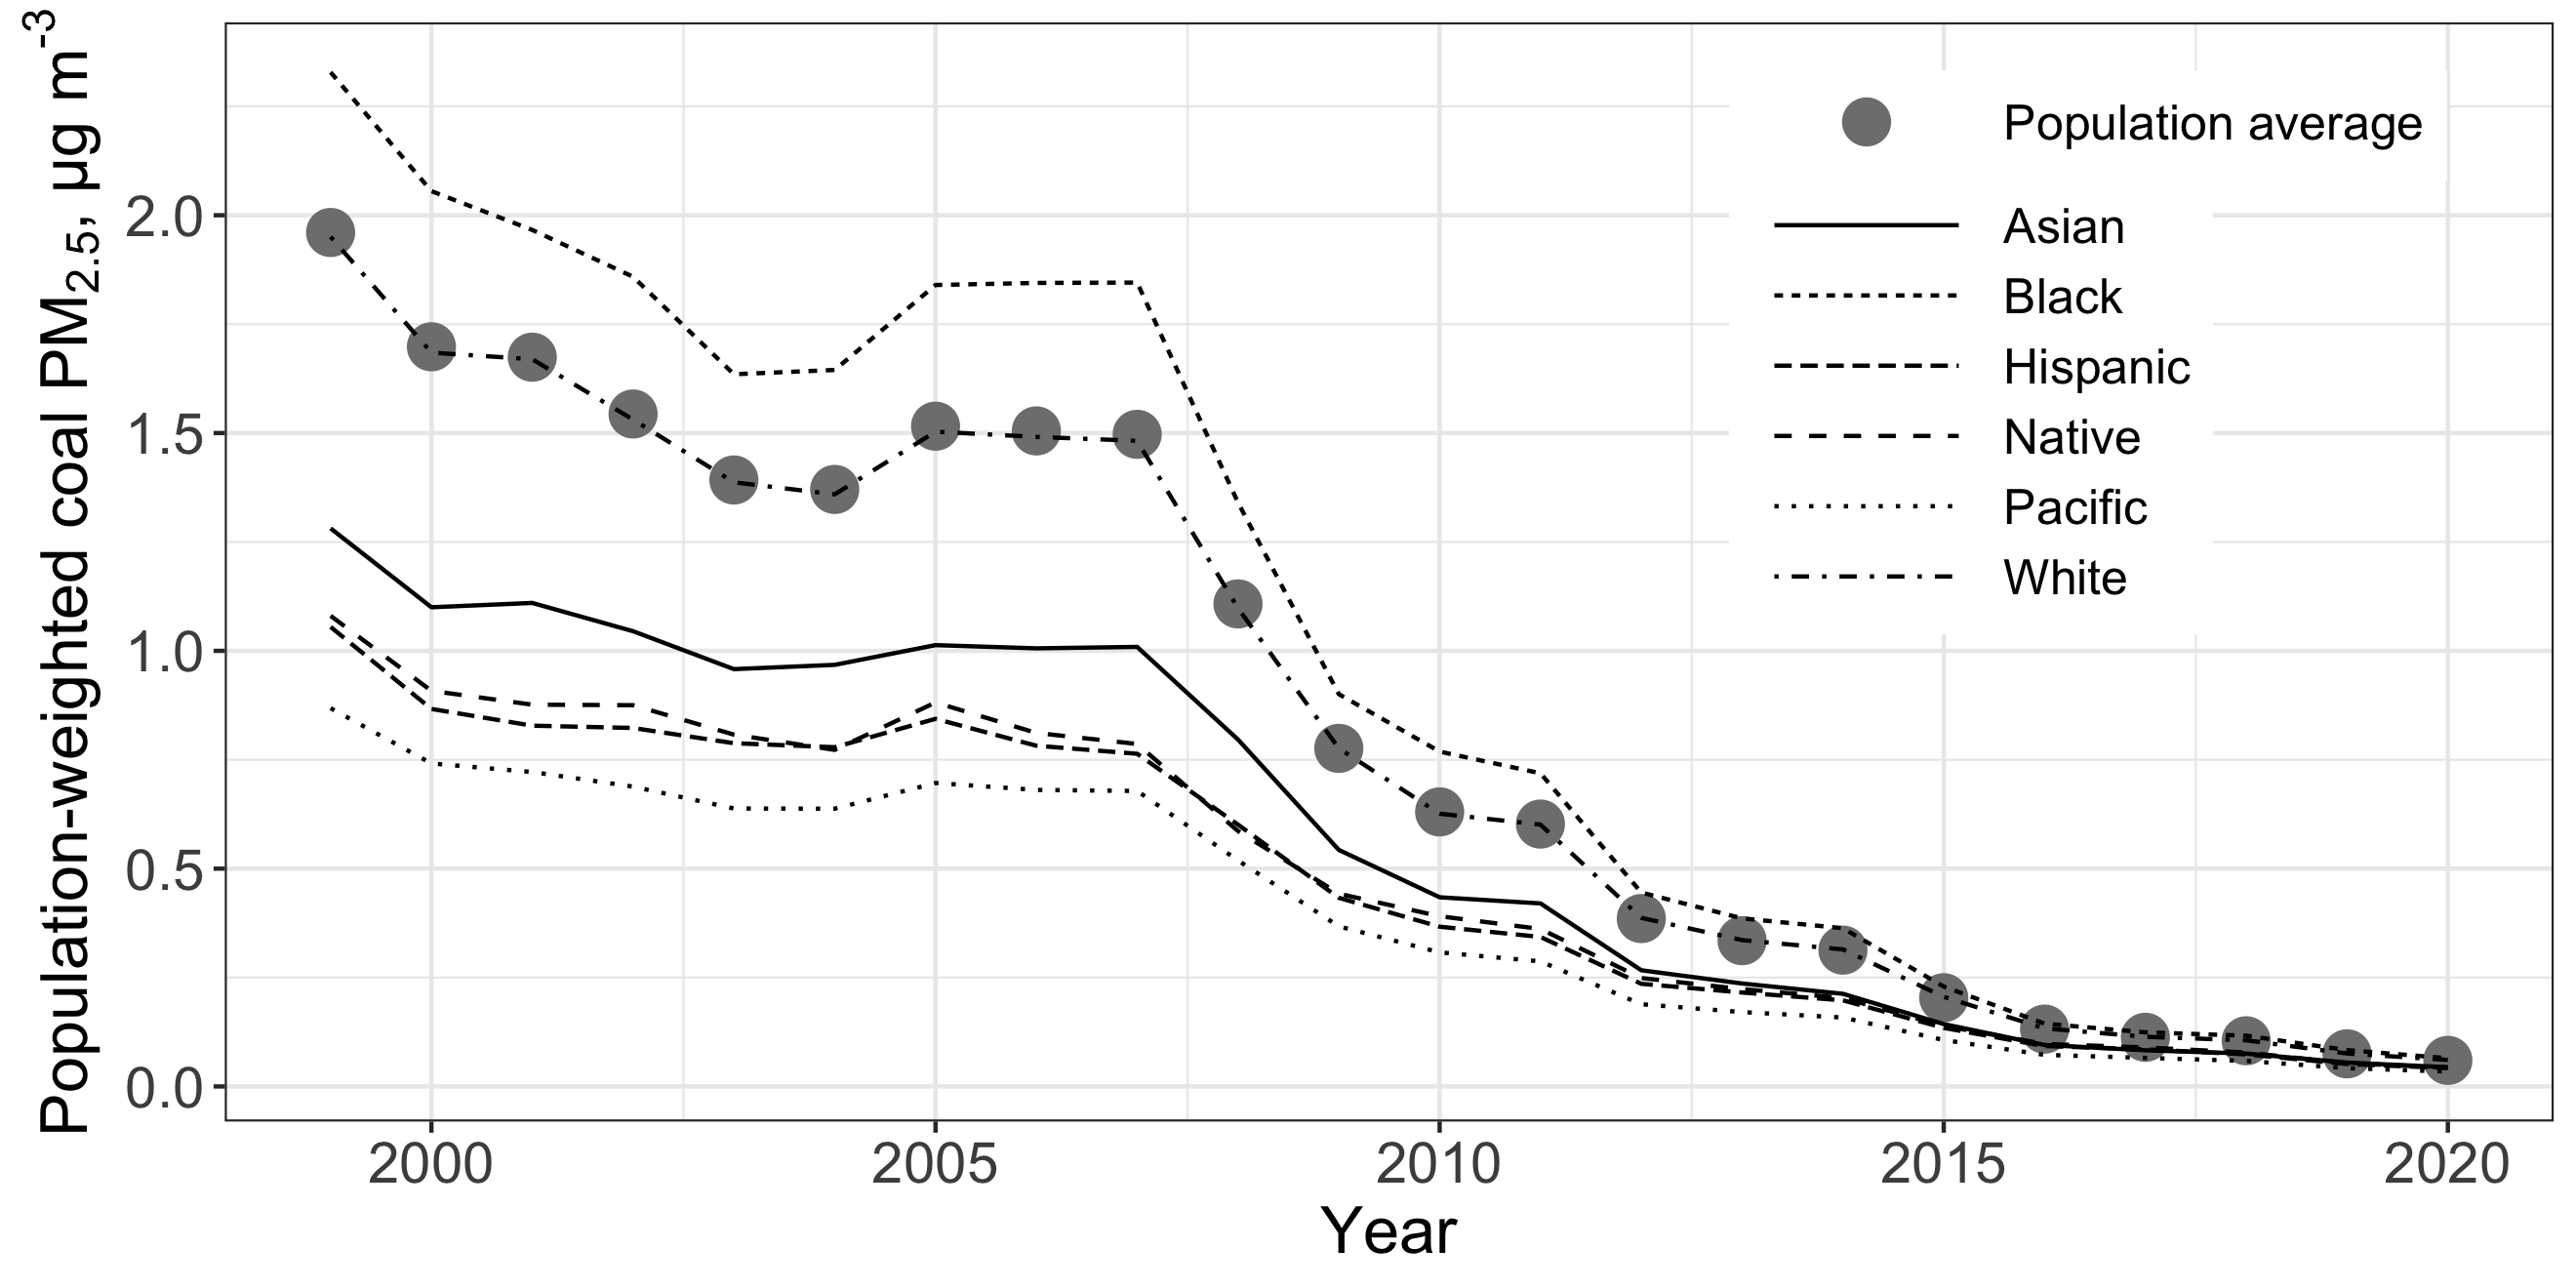 Population-weighted coal PM2.5, µg m-3
2.0
1.5
1.0
0.5
0.0
Population average
Asian
Black
Hispanic
Native
Pacific
White
2000 2005 2010 2015 2020
Year